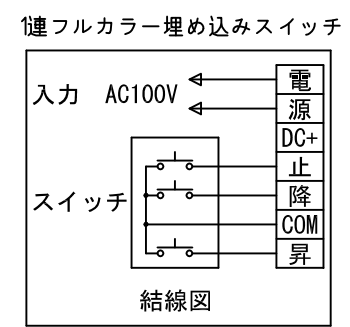 1連フルカラー埋め込みスイッチ
入力 AC100V
電
源
DC+
止
スイッチ
降
COM
昇
結線図